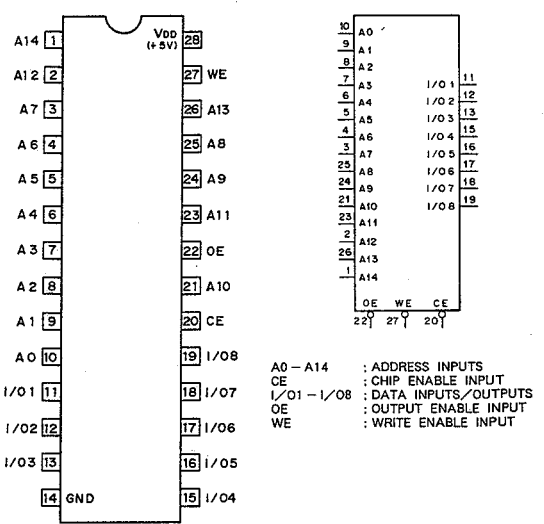 A14 1
VDD 28
(+5V)
A12 2
27 WE
A7 3
26 A13
A6 4
25 A8
A5 5
24 A9
A4 6
23 A11
A3 7
22 OE
A2 8
21 A10
A1 9
20 CE
A0 10
19 I/O8
I/O1 11
18 I/O7
I/O2 12
17 I/O6
I/O3 13
16 I/O5
14 GND
15 I/O4
10 A0
9 A1
8 A2
7 A3
6 A4
5 A5
4 A6
3 A7
25 A8
24 A9
21 A10
23 A11
2 A12
26 A13
1 A14
I/O1 11
I/O2 12
I/O3 13
I/O4 15
I/O5 16
I/O6 17
I/O7 18
I/O8 19
OE WE CE
22 27 20
A0-A14 : ADDRESS INPUTS
CE : CHIP ENABLE INPUT
I/O1-I/O8 : DATA INPUTS/OUTPUTS
OE : OUTPUT ENABLE INPUT
WE : WRITE ENABLE INPUT